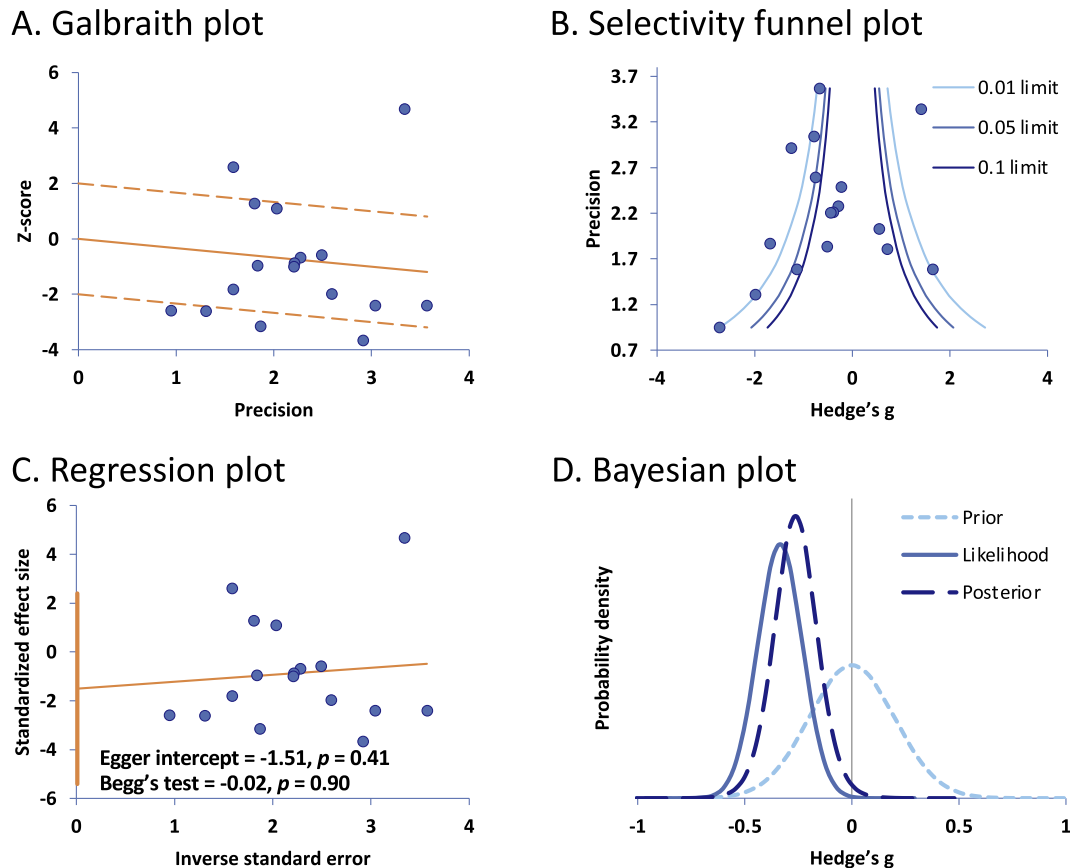 A. Galbraith plot
6
4
2
0
-2
-4
Z-score
0 1 2 3 4
Precision
B. Selectivity funnel plot
3.7
3.2
2.7
2.2
1.7
1.2
0.7
Precision
0.01 limit
0.05 limit
0.1 limit
-4 -2 0 2 4
Hedge's g
C. Regression plot
6
4
2
0
-2
-4
-6
Standardized effect size
Egger intercept = -1.51, p = 0.41
Begg's test = -0.02, p = 0.90
0 1 2 3 4
Inverse standard error
D. Bayesian plot
Probability density
Prior
Likelihood
Posterior
-1 -0.5 0 0.5 1
Hedge's g